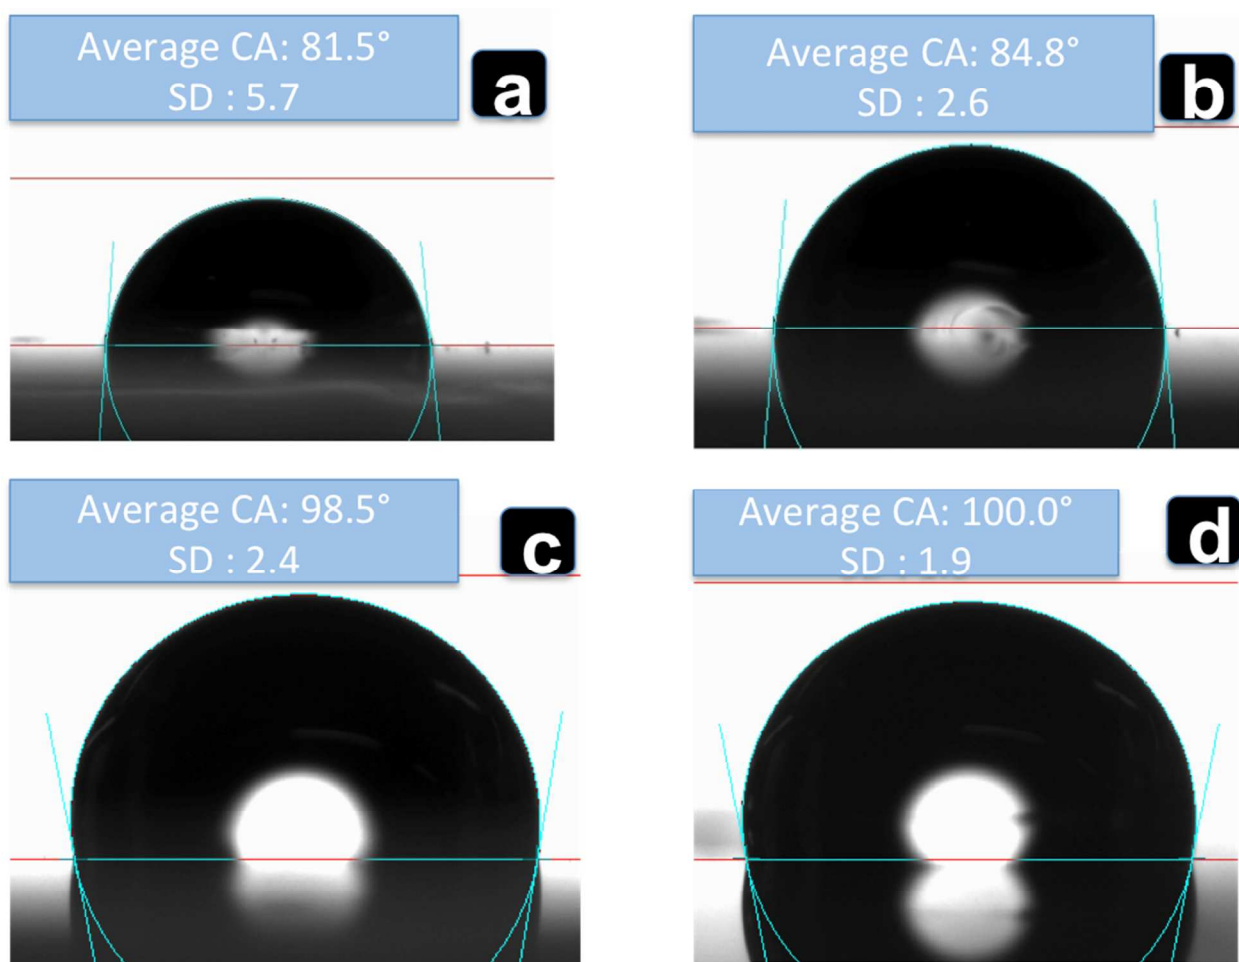 Average CA: 81.5°
SD : 5.7
a
Average CA: 84.8°
SD : 2.6
b
Average CA: 98.5°
SD : 2.4
c
Average CA: 100.0°
SD : 1.9
d